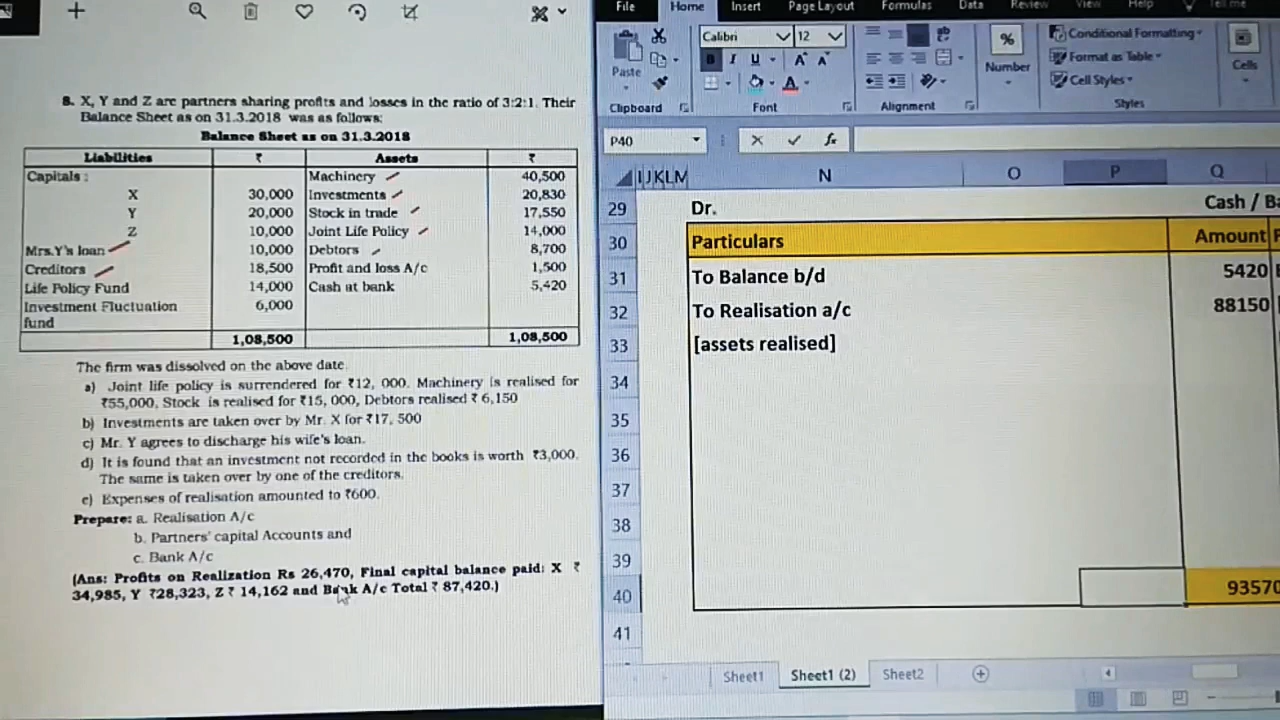 8. X, Y and Z are partners sharing profits and losses in the ratio of 3:2:1. Their
Balance Sheet as on 31.3.2018 was as follows:
Balance Sheet as on 31.3.2018
Liabilities ₹ Assets ₹
Capitals : Machinery 40,500
X 30,000 Investments 20,830
Y 20,000 Stock in trade 17,550
Z 10,000 Joint Life Policy 14,000
Mrs.Y's loan 10,000 Debtors 8,700
Creditors 18,500 Profit and loss A/c 1,500
Life Policy Fund 14,000 Cash at bank 5,420
Investment Fluctuation 6,000
fund
1,08,500 1,08,500
The firm was dissolved on the above date.
a) Joint life policy is surrendered for ₹12, 000. Machinery is realised for
₹55,000, Stock is realised for ₹15, 000, Debtors realised ₹ 6,150
b) Investments are taken over by Mr. X for ₹17, 500
c) Mr. Y agrees to discharge his wife's loan.
d) It is found that an investment not recorded in the books is worth ₹3,000.
The same is taken over by one of the creditors.
e) Expenses of realisation amounted to ₹600.
Prepare: a. Realisation A/c
b. Partners' capital Accounts and
c. Bank A/c
(Ans: Profits on Realization Rs 26,470, Final capital balance paid: X ₹
34,985, Y ₹28,323, Z ₹ 14,162 and Bank A/c Total ₹ 87,420.)
File Home Insert Page Layout Formulas Data Review View Help Tell me
Calibri 12
Paste B I U A A
% Number
Conditional Formatting
Format as Table
Cell Styles
Cells
Clipboard Font Alignment Styles
P40 fx
I J K L M N O P Q
29 Dr. Cash / Ba
30 Particulars Amount P
31 To Balance b/d 5420
32 To Realisation a/c 88150
33 [assets realised]
34
35
36
37
38
39
40 93570
41
Sheet1 Sheet1 (2) Sheet2